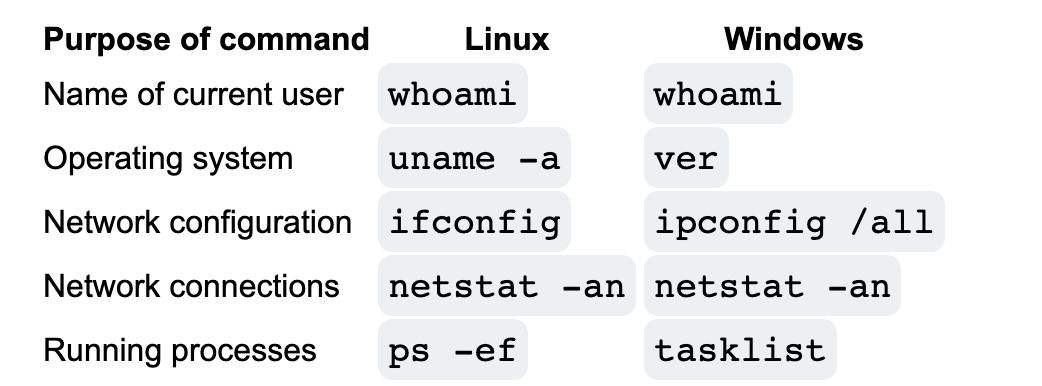 Purpose of command Linux Windows
Name of current user whoami whoami
Operating system uname -a ver
Network configuration ifconfig ipconfig /all
Network connections netstat -an netstat -an
Running processes ps -ef tasklist